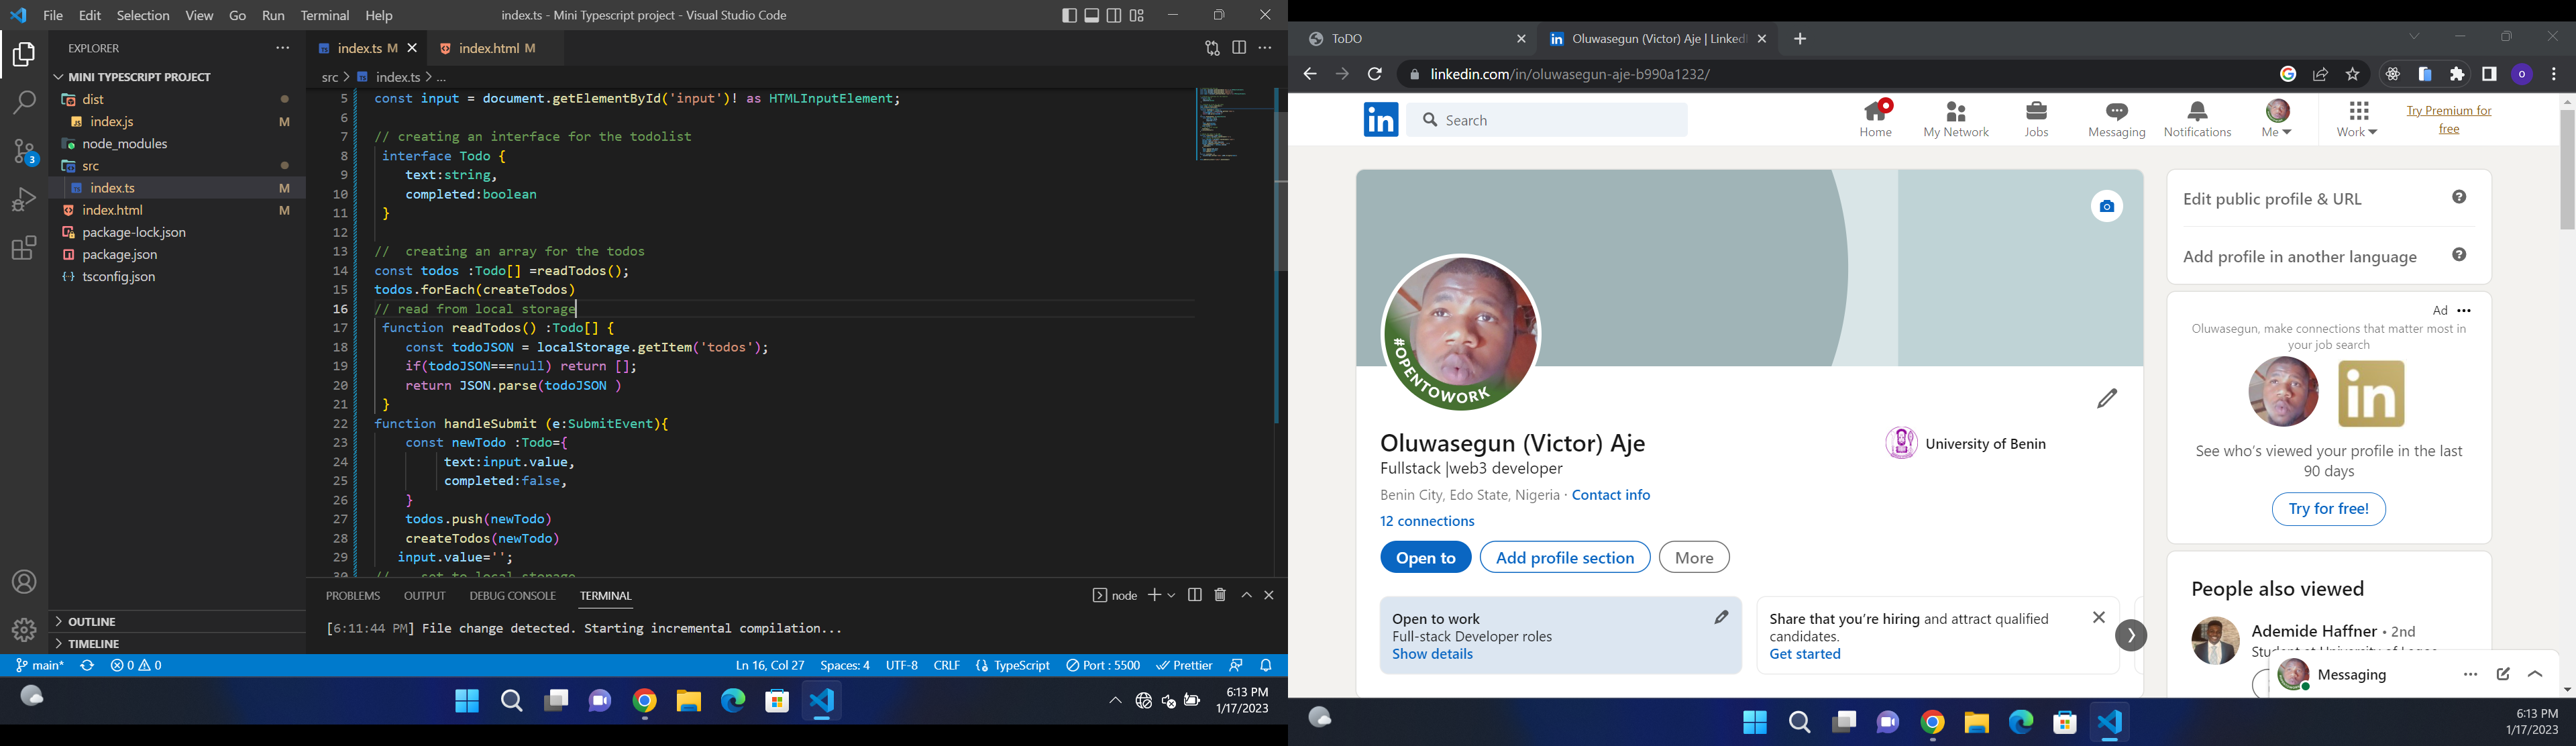 File Edit Selection View Go Run Terminal Help
index.ts - Mini Typescript project - Visual Studio Code
EXPLORER
MINI TYPESCRIPT PROJECT
dist
index.js M
node_modules
src
index.ts M
index.html M
package-lock.json
package.json
tsconfig.json
OUTLINE
TIMELINE
3
index.ts M
index.html M
src > index.ts > ...
5 const input = document.getElementById('input')! as HTMLInputElement;
6
7 // creating an interface for the todolist
8 interface Todo {
9 text:string,
10 completed:boolean
11 }
12
13 //  creating an array for the todos
14 const todos :Todo[] =readTodos();
15 todos.forEach(createTodos)
16 // read from local storage
17 function readTodos() :Todo[] {
18 const todoJSON = localStorage.getItem('todos');
19 if(todoJSON===null) return [];
20 return JSON.parse(todoJSON )
21 }
22 function handleSubmit (e:SubmitEvent){
23 const newTodo :Todo={
24 text:input.value,
25 completed:false,
26 }
27 todos.push(newTodo)
28 createTodos(newTodo)
29 input.value='';
30 // set to local storage
PROBLEMS OUTPUT DEBUG CONSOLE TERMINAL
node
[6:11:44 PM] File change detected. Starting incremental compilation...
main* 0 0
Ln 16, Col 27 Spaces: 4 UTF-8 CRLF TypeScript Port : 5500 Prettier
6:13 PM
1/17/2023
ToDO
Oluwasegun (Victor) Aje | Linked
linkedin.com/in/oluwasegun-aje-b990a1232/
O
in
Search
Home My Network Jobs Messaging Notifications Me Work
Try Premium for
free
#OPENTOWORK
Oluwasegun (Victor) Aje
Fullstack |web3 developer
Benin City, Edo State, Nigeria · Contact info
12 connections
University of Benin
Open to
Add profile section
More
Open to work
Full-stack Developer roles
Show details
Share that you're hiring and attract qualified
candidates.
Get started
Edit public profile & URL
Add profile in another language
Ad
Oluwasegun, make connections that matter most in
your job search
in
See who's viewed your profile in the last
90 days
Try for free!
People also viewed
Ademide Haffner • 2nd
Messaging
6:13 PM
1/17/2023